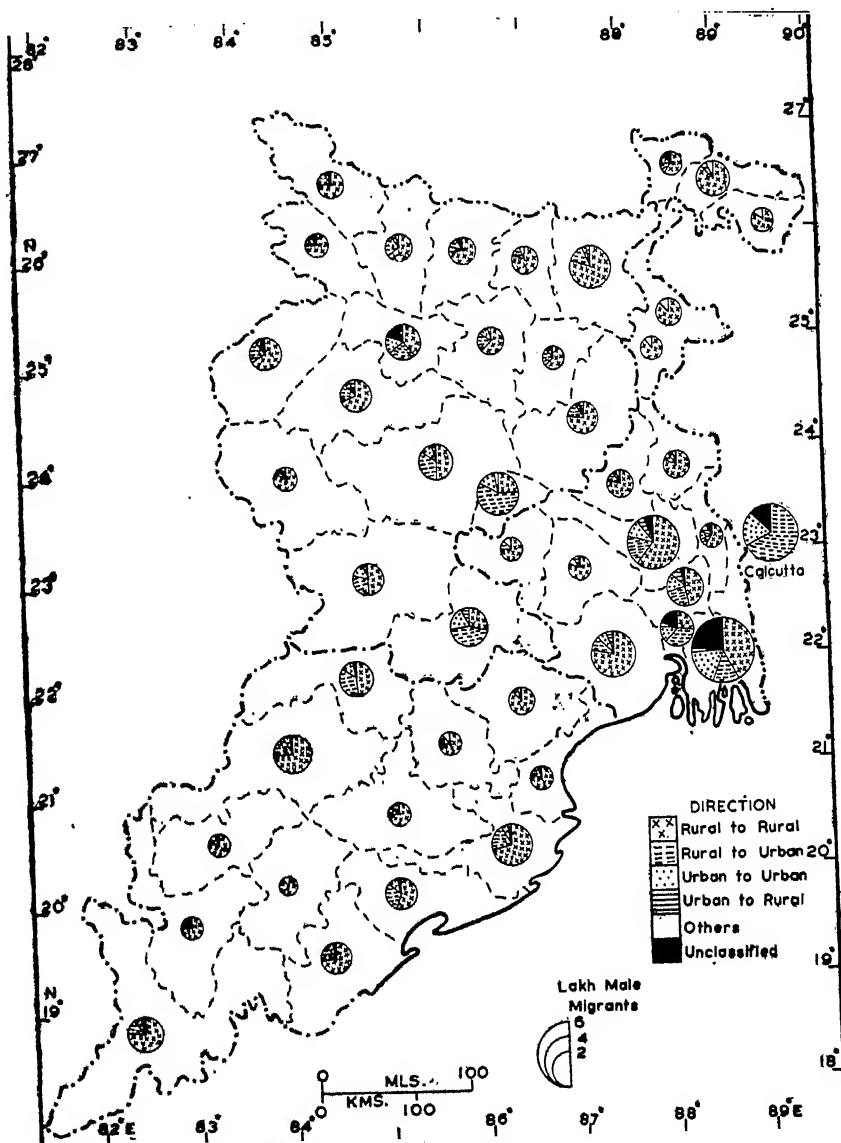 83° 84° 85° 89° 89° 90°
82°
28°
27°
27°
N
26°
25°
25°
24°
24°
23°
Calcutta
23°
22°
22°
21°
DIRECTION
21°
Rural to Rural
Rural to Urban 20°
Urban to Urban
Urban to Rural
20°
Others
Unclassified
19°
Lakh Male
Migrants
N
19°
6
4
2
18°
0 MLS. 100
KMS.
0 100
82°E 83° 84° 86° 87° 88° 89°E